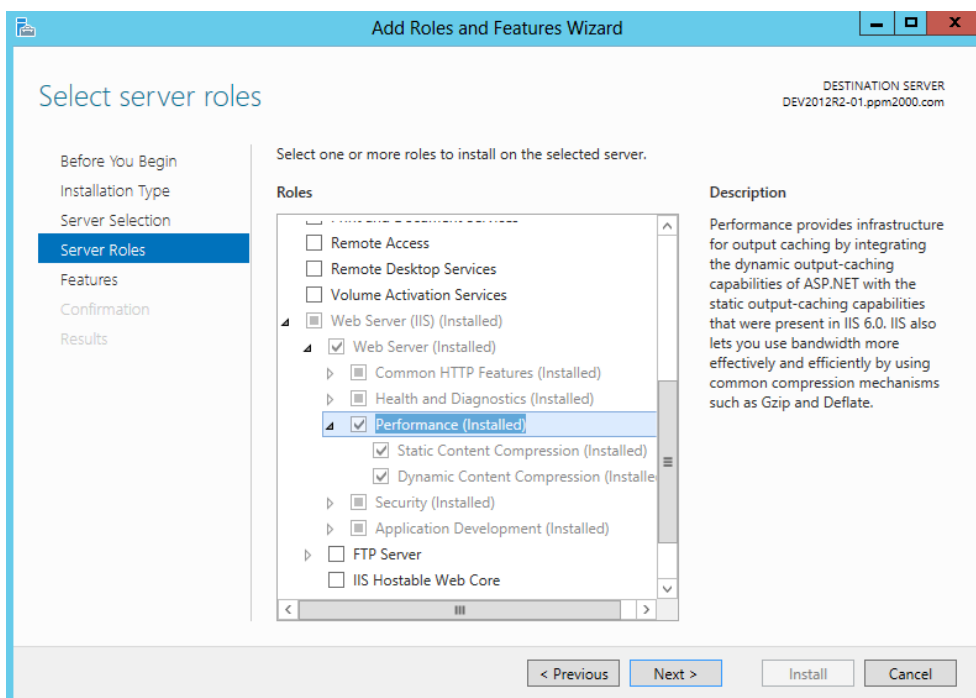 Add Roles and Features Wizard
Select server roles
DESTINATION SERVER
DEV2012R2-01.ppm2000.com
Before You Begin
Installation Type
Server Selection
Server Roles
Features
Confirmation
Results
Select one or more roles to install on the selected server.
Roles
Print and Document Services
Remote Access
Remote Desktop Services
Volume Activation Services
Web Server (IIS) (Installed)
Web Server (Installed)
Common HTTP Features (Installed)
Health and Diagnostics (Installed)
Performance (Installed)
Static Content Compression (Installed)
Dynamic Content Compression (Installe
Security (Installed)
Application Development (Installed)
FTP Server
IIS Hostable Web Core
Description
Performance provides infrastructure
for output caching by integrating
the dynamic output-caching
capabilities of ASP.NET with the
static output-caching capabilities
that were present in IIS 6.0. IIS also
lets you use bandwidth more
effectively and efficiently by using
common compression mechanisms
such as Gzip and Deflate.
< Previous
Next >
Install
Cancel